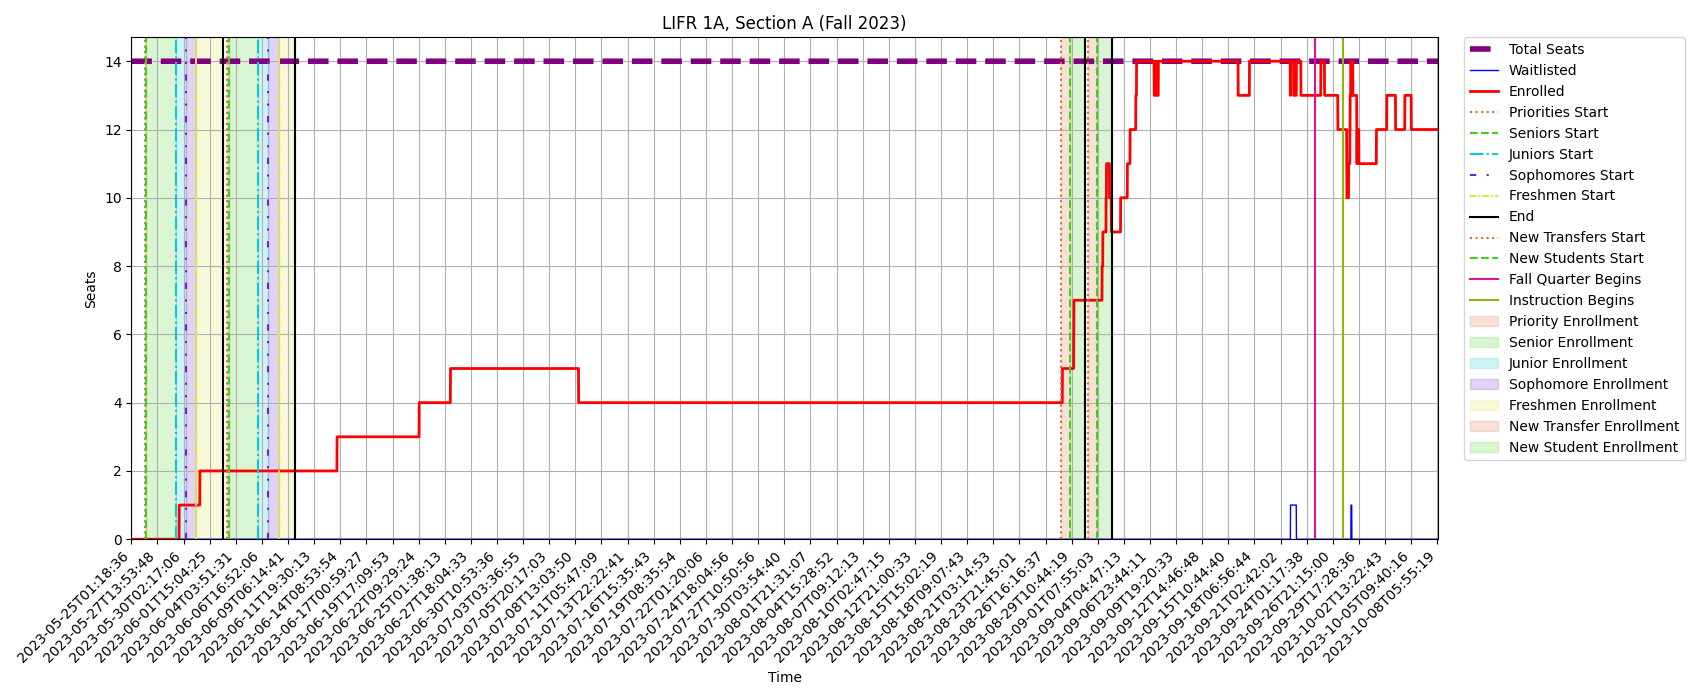 LIFR 1A, Section A (Fall 2023)
Seats
14
12
10
8
6
4
2
0
2023-05-25T01:18:36
2023-05-27T13:53:48
2023-05-30T02:17:06
2023-06-01T15:04:25
2023-06-04T03:51:31
2023-06-06T16:52:06
2023-06-09T06:14:41
2023-06-11T19:30:13
2023-06-14T08:53:54
2023-06-17T00:59:27
2023-06-19T17:09:53
2023-06-22T09:29:24
2023-06-25T01:38:13
2023-06-27T18:04:33
2023-06-30T10:53:36
2023-07-03T03:36:55
2023-07-05T20:17:03
2023-07-08T13:03:50
2023-07-11T05:47:09
2023-07-13T22:22:41
2023-07-16T15:35:43
2023-07-19T08:35:54
2023-07-22T01:20:06
2023-07-24T18:04:56
2023-07-27T10:50:56
2023-07-30T03:54:40
2023-08-01T21:31:07
2023-08-04T15:28:52
2023-08-07T09:12:13
2023-08-10T02:47:15
2023-08-12T21:00:33
2023-08-15T15:02:19
2023-08-18T09:07:43
2023-08-21T03:14:53
2023-08-23T21:45:01
2023-08-26T16:16:37
2023-08-29T10:44:19
2023-09-01T07:55:03
2023-09-04T04:47:13
2023-09-06T23:44:11
2023-09-09T19:20:33
2023-09-12T14:46:48
2023-09-15T10:44:40
2023-09-18T06:56:44
2023-09-21T02:42:02
2023-09-24T01:17:38
2023-09-26T21:15:00
2023-09-29T17:28:36
2023-10-02T13:22:43
2023-10-05T09:40:16
2023-10-08T05:55:19
Time
Total Seats
Waitlisted
Enrolled
Priorities Start
Seniors Start
Juniors Start
Sophomores Start
Freshmen Start
End
New Transfers Start
New Students Start
Fall Quarter Begins
Instruction Begins
Priority Enrollment
Senior Enrollment
Junior Enrollment
Sophomore Enrollment
Freshmen Enrollment
New Transfer Enrollment
New Student Enrollment